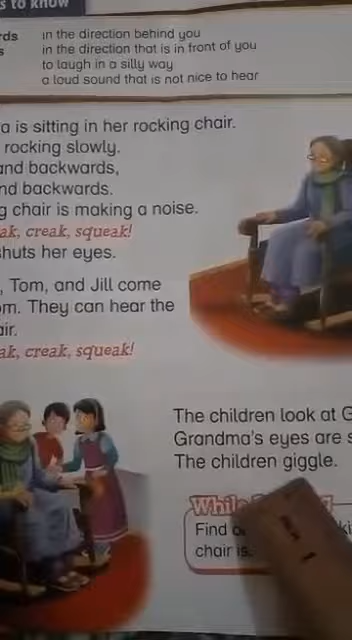 s to know
rds in the direction behind you
s in the direction that is in front of you
to laugh in a silly way
a loud sound that is not nice to hear
a is sitting in her rocking chair.
rocking slowly.
and backwards,
nd backwards.
g chair is making a noise.
ak, creak, squeak!
shuts her eyes.
, Tom, and Jill come
om. They can hear the
air.
ak, creak, squeak!
The children look at G
Grandma's eyes are s
The children giggle.
While
Find
chair is.